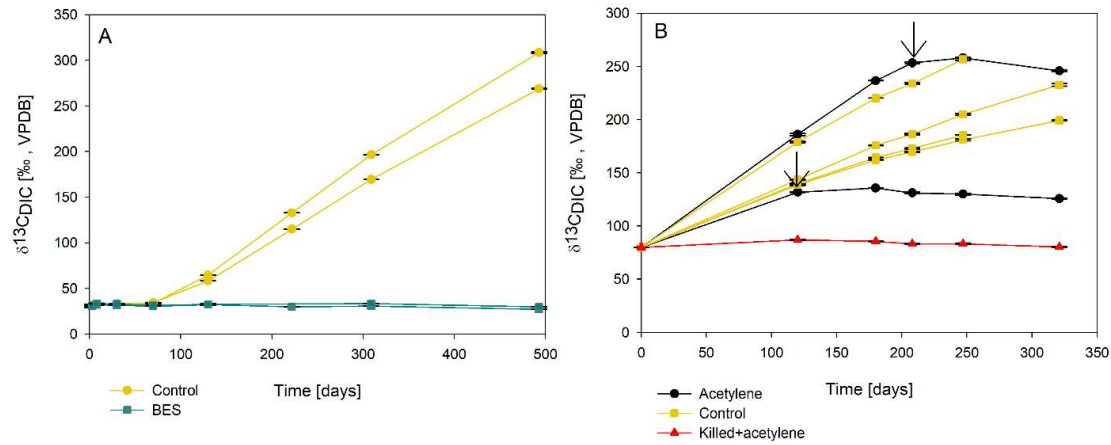 A
δ13CDIC [‰ , VPDB]
350
300
250
200
150
100
50
0
0 100 200 300 400 500
Time [days]
Control
BES
B
δ13CDIC [‰ , VPDB]
300
250
200
150
100
50
0
0 50 100 150 200 250 300 350
Time [days]
Acetylene
Control
Killed+acetylene